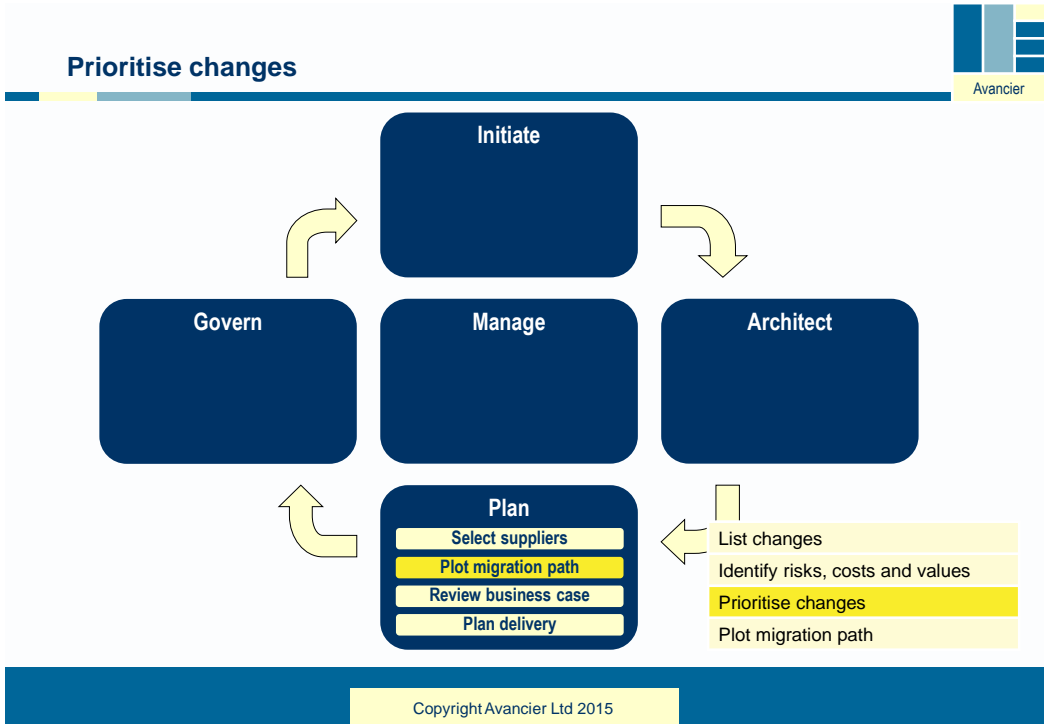 Prioritise changes
Avancier
Initiate
Govern
Manage
Architect
Plan
Select suppliers
Plot migration path
Review business case
Plan delivery
List changes
Identify risks, costs and values
Prioritise changes
Plot migration path
Copyright Avancier Ltd 2015